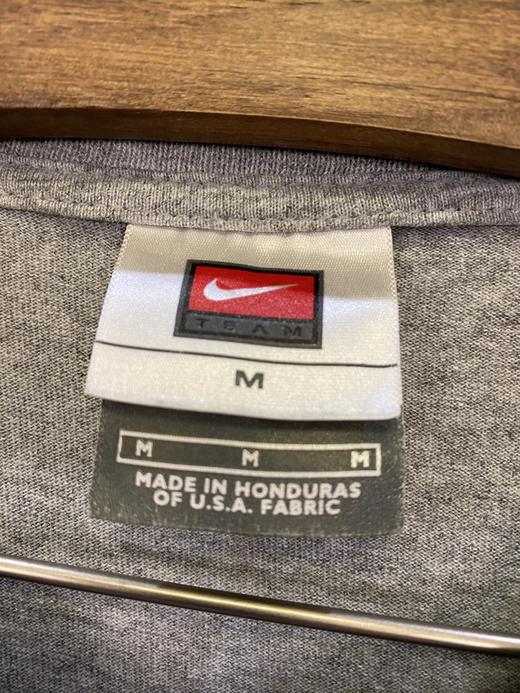 TEAM
M
M M M
MADE IN HONDURAS
OF U.S.A. FABRIC